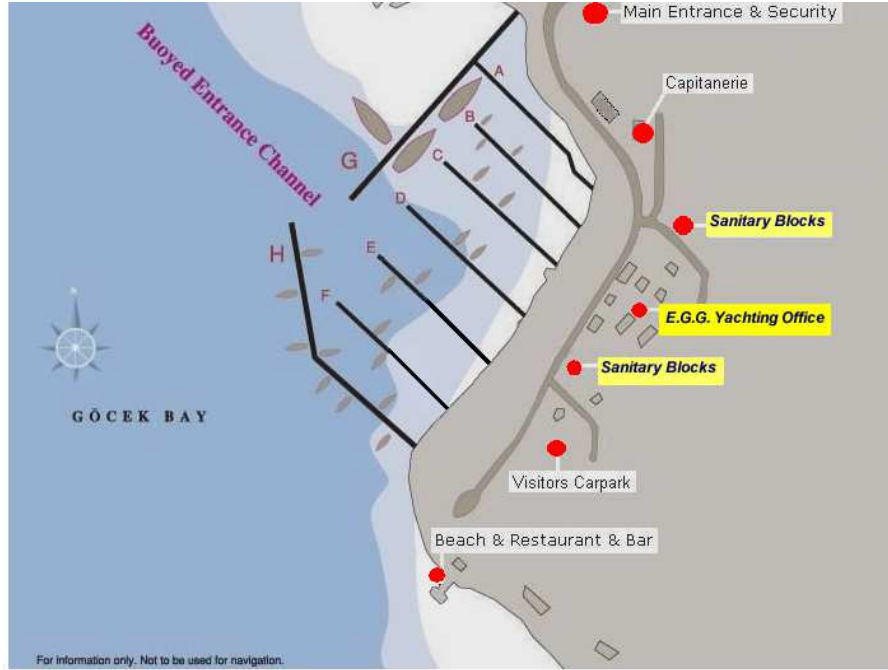 Main Entrance & Security
Buoyed Entrance Channel
A
Capitanerie
B
C
G
D
Sanitary Blocks
H
E
F
E.G.G. Yachting Office
Sanitary Blocks
GÖCEK BAY
Visitors Carpark
Beach & Restaurant & Bar
For information only. Not to be used for navigation.